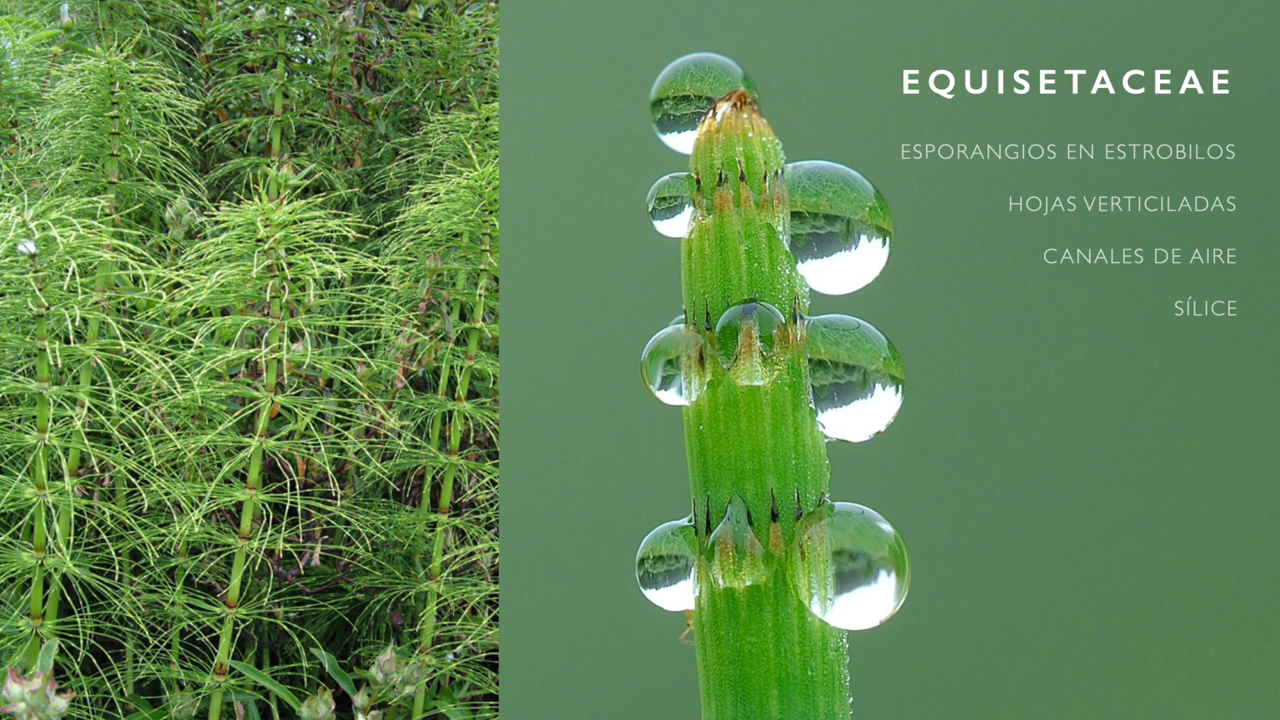 EQUISETACEAE
ESPORANGIOS EN ESTROBILOS
HOJAS VERTICILADAS
CANALES DE AIRE
SÍLICE